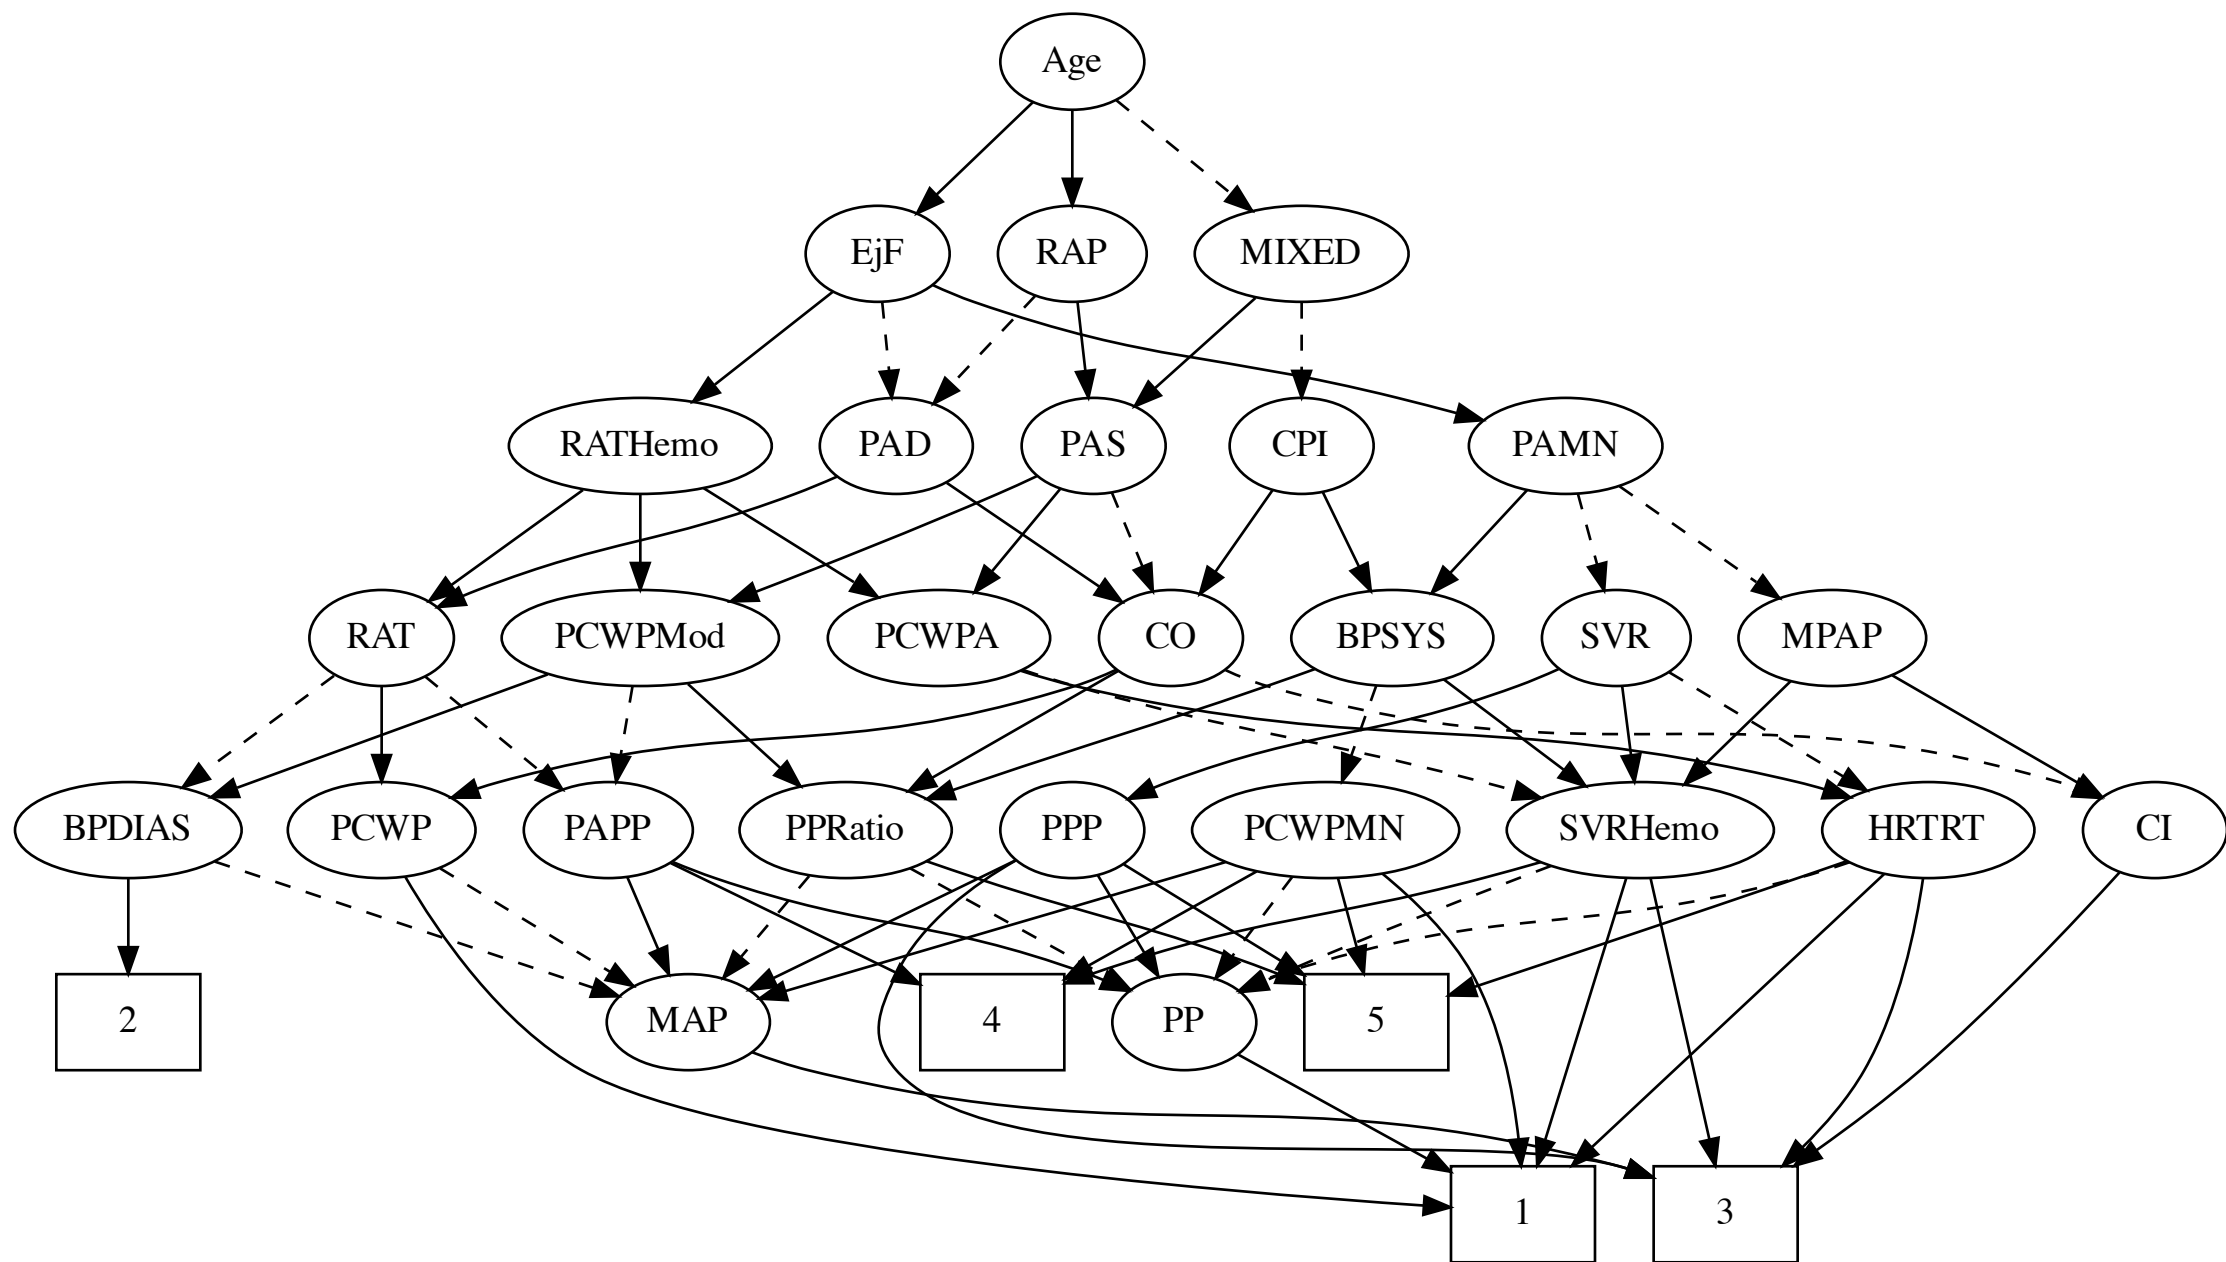 Age
EjF
RAP
MIXED
RATHemo
PAD
PAS
CPI
PAMN
RAT
PCWPMod
PCWPA
CO
BPSYS
SVR
MPAP
BPDIAS
PCWP
PAPP
PPRatio
PPP
PCWPMN
SVRHemo
HRTRT
CI
2
MAP
4
PP
5
1
3